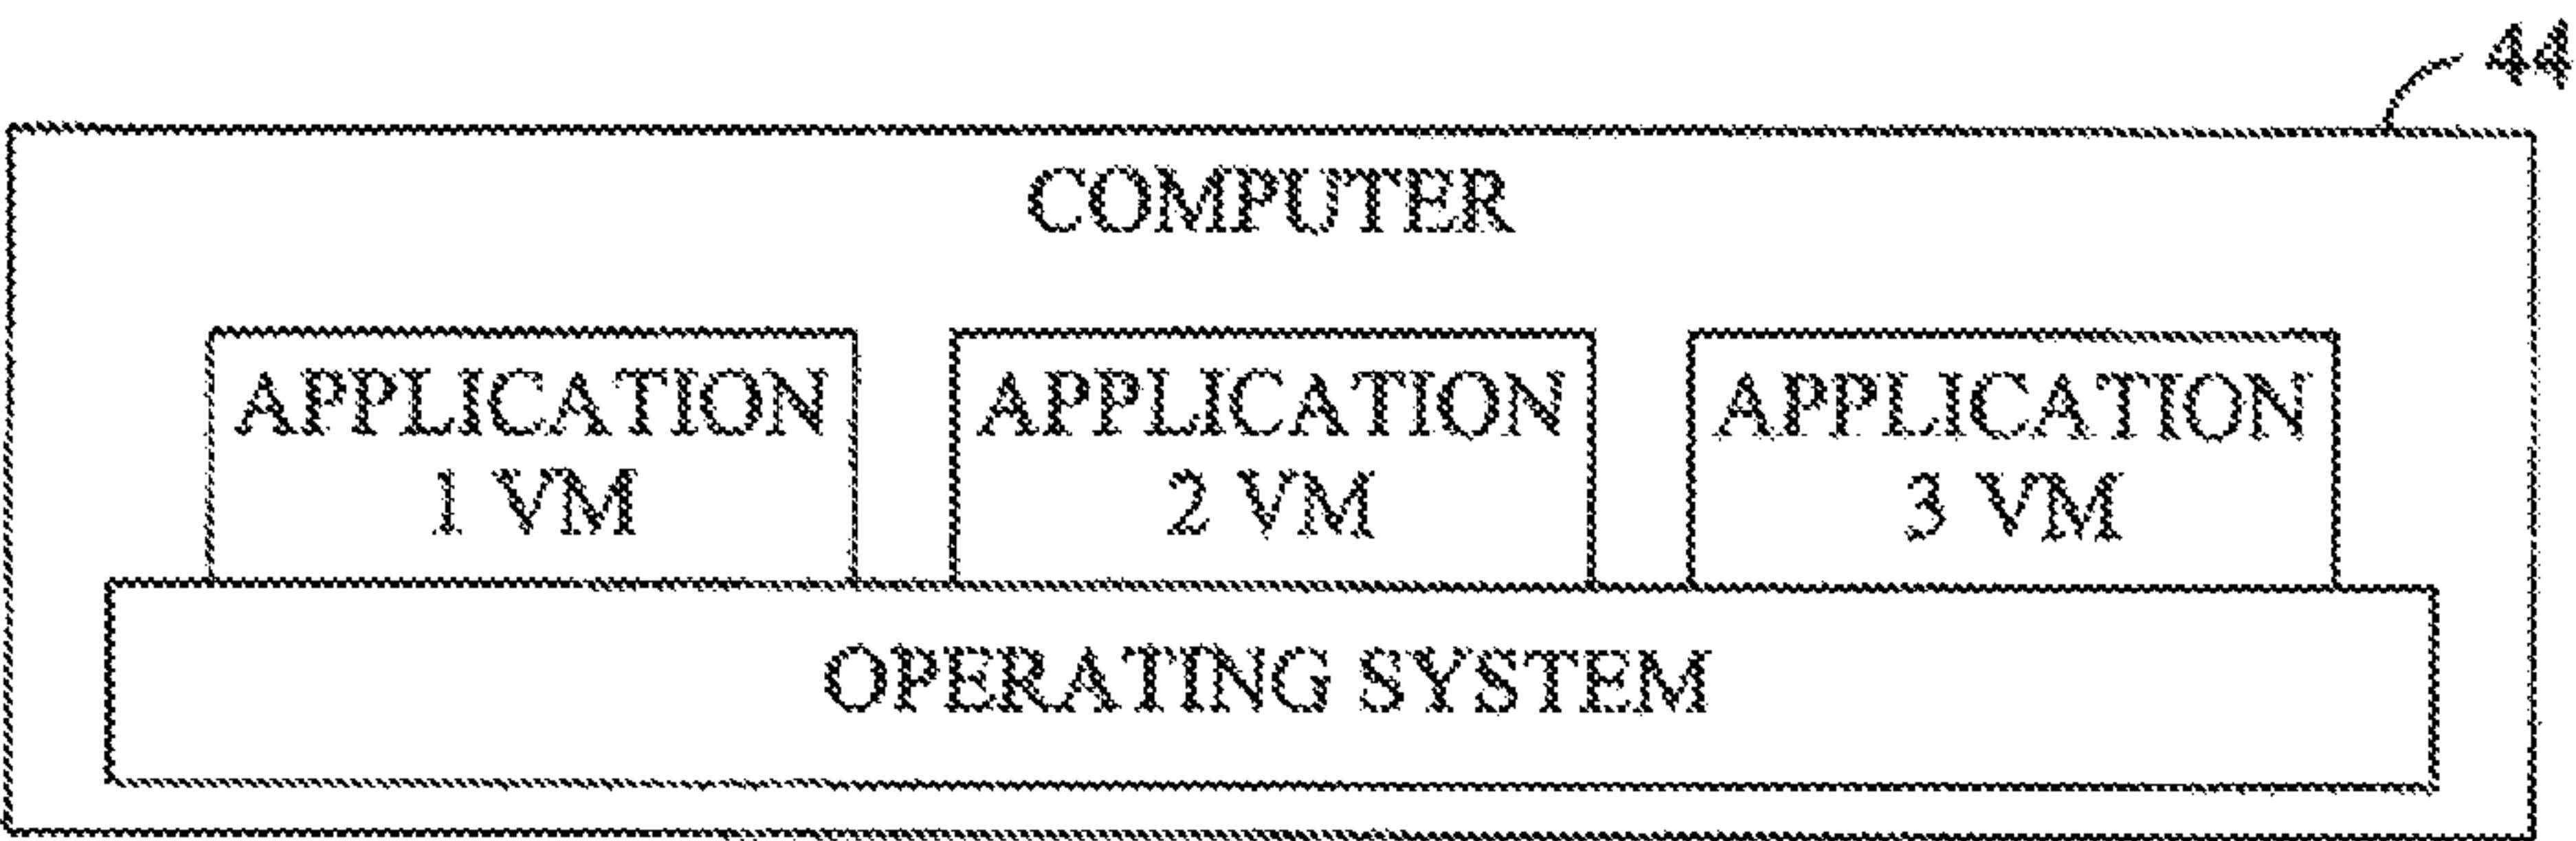 44
COMPUTER
APPLICATION
1 VM
APPLICATION
2 VM
APPLICATION
3 VM
OPERATING SYSTEM